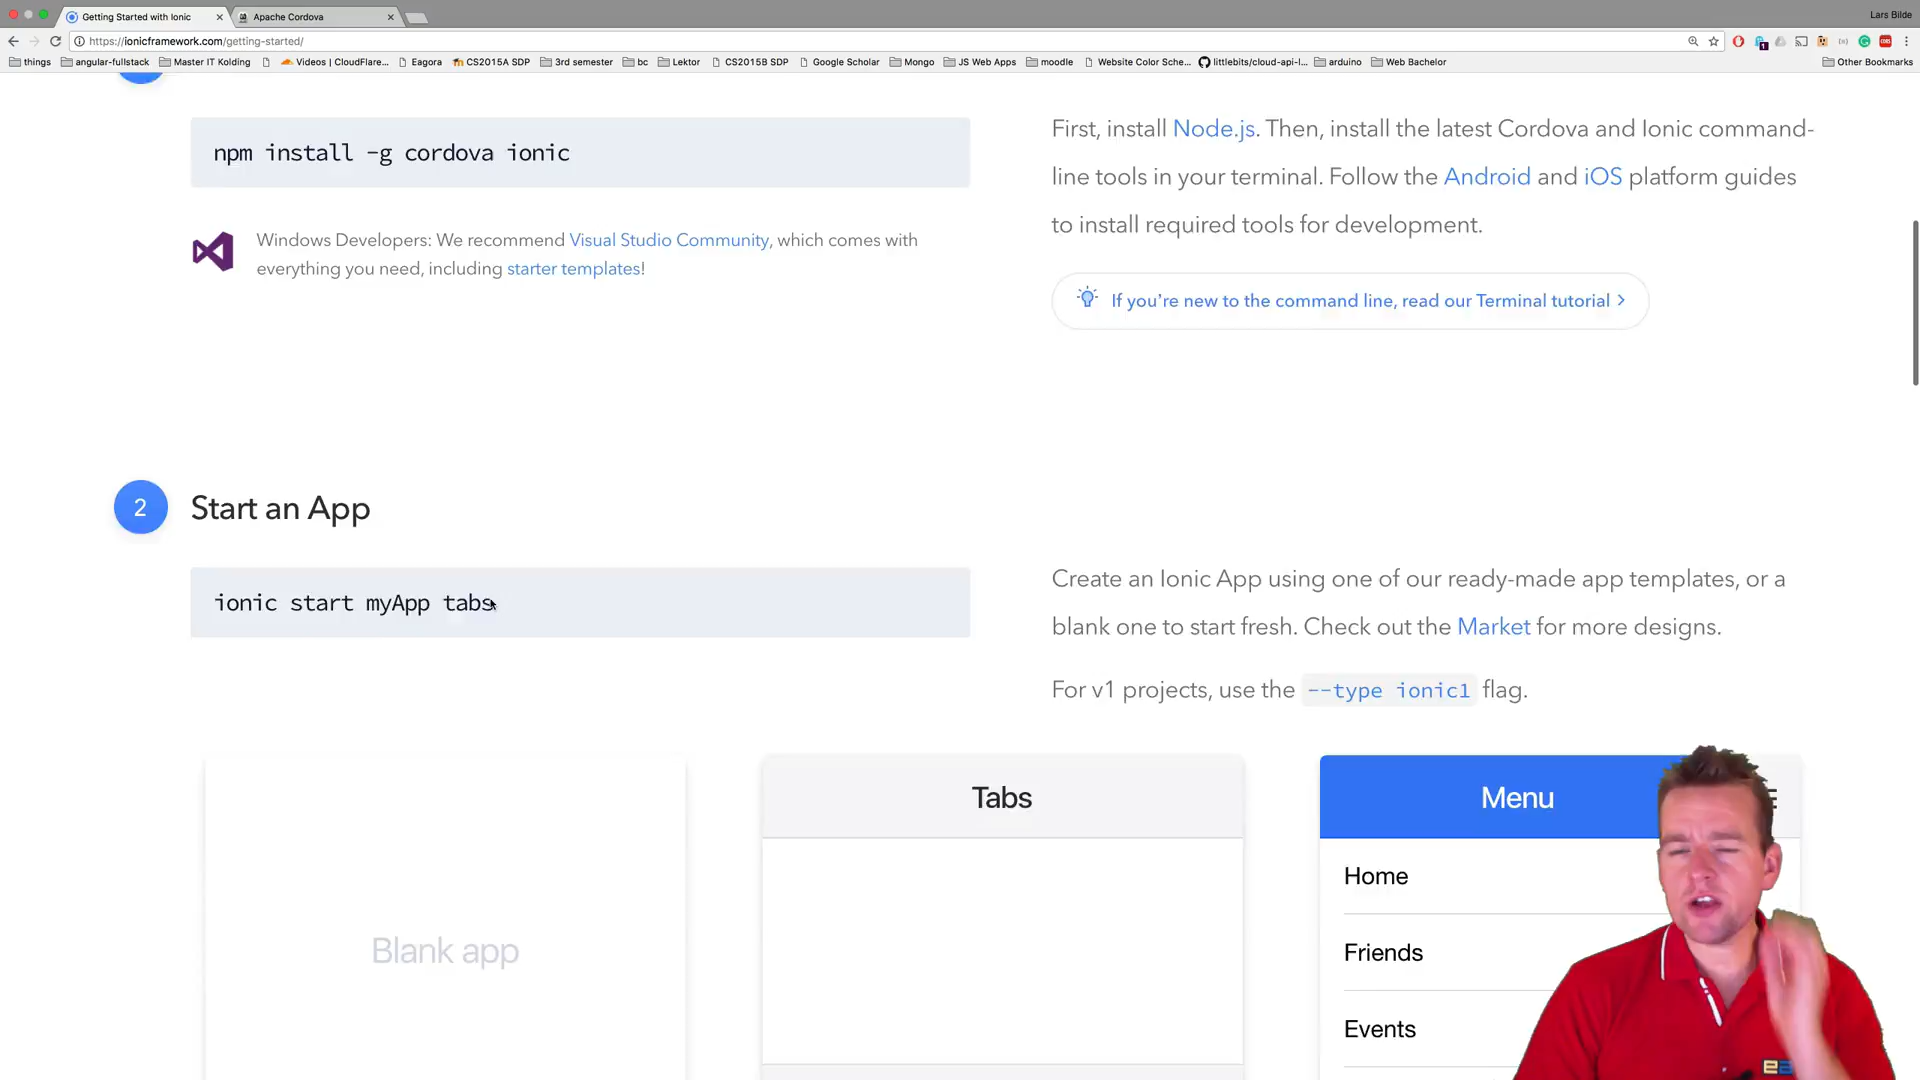 Getting Started with Ionic
Apache Cordova
Lars Bilde
https://ionicframework.com/getting-started/
things
angular-fullstack
Master IT Kolding
Videos | CloudFlare...
Eagora
CS2015A SDP
3rd semester
bc
Lektor
CS2015B SDP
Google Scholar
Mongo
JS Web Apps
moodle
Website Color Sche...
littlebits/cloud-api-l...
arduino
Web Bachelor
Other Bookmarks
npm install -g cordova ionic
Windows Developers: We recommend Visual Studio Community, which comes with
everything you need, including starter templates!
First, install Node.js. Then, install the latest Cordova and Ionic command-
line tools in your terminal. Follow the Android and iOS platform guides
to install required tools for development.
If you’re new to the command line, read our Terminal tutorial
2
Start an App
ionic start myApp tabs
Create an Ionic App using one of our ready-made app templates, or a
blank one to start fresh. Check out the Market for more designs.
For v1 projects, use the --type ionic1 flag.
Blank app
Tabs
Menu
Home
Friends
Events